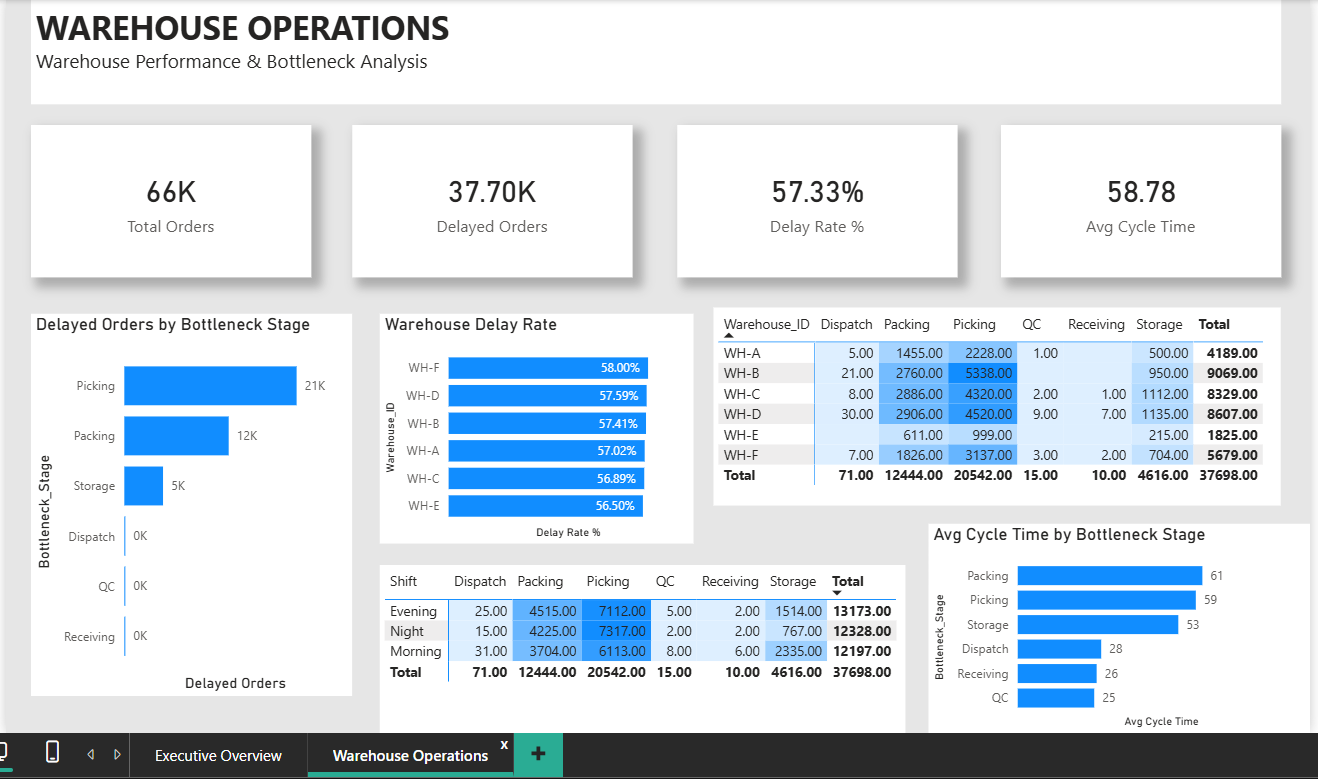 WAREHOUSE OPERATIONS
Warehouse Performance & Bottleneck Analysis
66K
Total Orders
37.70K
Delayed Orders
57.33%
Delay Rate %
58.78
Avg Cycle Time
Delayed Orders by Bottleneck Stage
Bottleneck_Stage
Picking 21K
Packing 12K
Storage 5K
Dispatch 0K
QC 0K
Receiving 0K
Delayed Orders
Warehouse Delay Rate
Warehouse_ID
WH-F 58.00%
WH-D 57.59%
WH-B 57.41%
WH-A 57.02%
WH-C 56.89%
WH-E 56.50%
Delay Rate %
Warehouse_ID Dispatch Packing Picking QC Receiving Storage Total
WH-A 5.00 1455.00 2228.00 1.00 500.00 4189.00
WH-B 21.00 2760.00 5338.00 950.00 9069.00
WH-C 8.00 2886.00 4320.00 2.00 1.00 1112.00 8329.00
WH-D 30.00 2906.00 4520.00 9.00 7.00 1135.00 8607.00
WH-E 611.00 999.00 215.00 1825.00
WH-F 7.00 1826.00 3137.00 3.00 2.00 704.00 5679.00
Total 71.00 12444.00 20542.00 15.00 10.00 4616.00 37698.00
Shift Dispatch Packing Picking QC Receiving Storage Total
Evening 25.00 4515.00 7112.00 5.00 2.00 1514.00 13173.00
Night 15.00 4225.00 7317.00 2.00 2.00 767.00 12328.00
Morning 31.00 3704.00 6113.00 8.00 6.00 2335.00 12197.00
Total 71.00 12444.00 20542.00 15.00 10.00 4616.00 37698.00
Avg Cycle Time by Bottleneck Stage
Bottleneck_Stage
Packing 61
Picking 59
Storage 53
Dispatch 28
Receiving 26
QC 25
Avg Cycle Time
Executive Overview
Warehouse Operations x
+